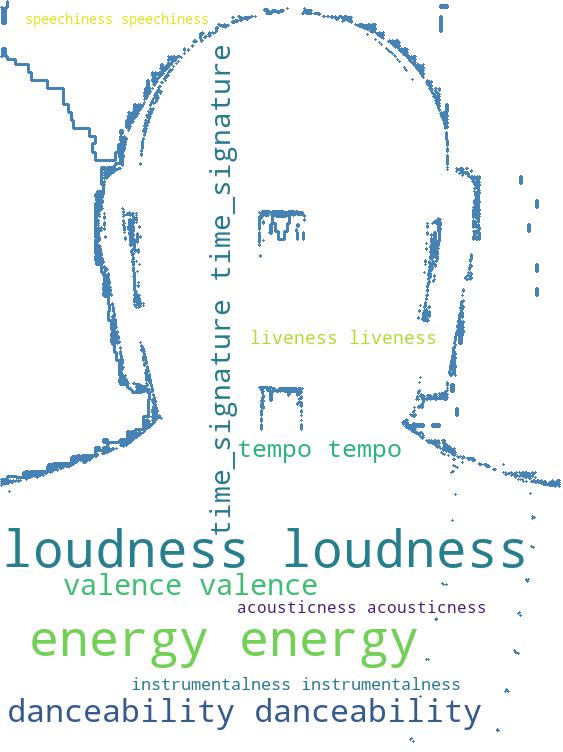 speechiness speechiness
time_signature time_signature
liveness liveness
tempo tempo
loudness loudness
valence valence
acousticness acousticness
energy energy
instrumentalness instrumentalness
danceability danceability